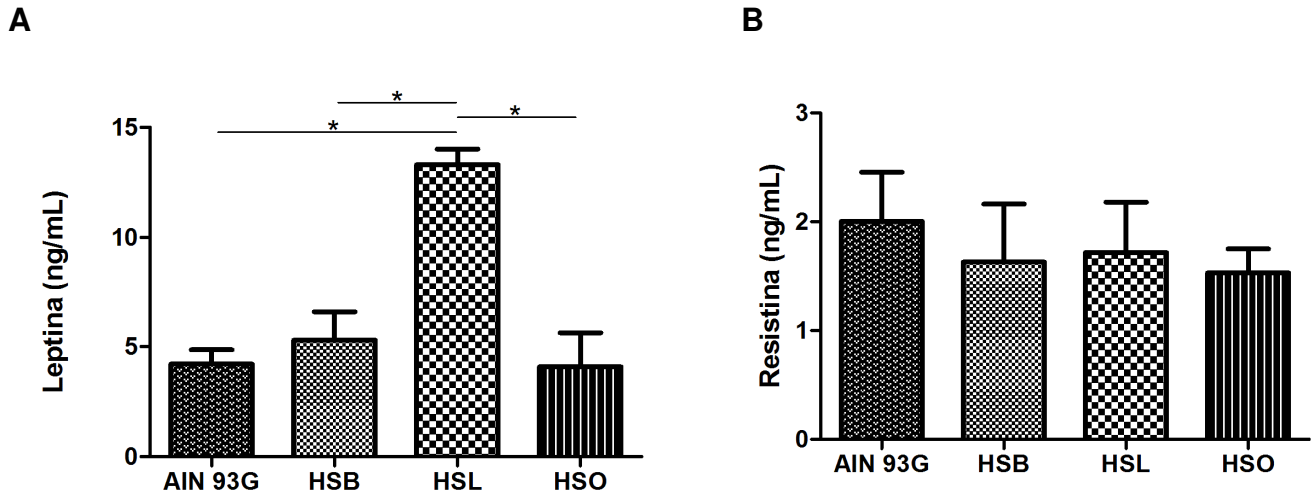 A
Leptina (ng/mL)
15
10
5
0
*
*
*
AIN 93G HSB HSL HSO
B
Resistina (ng/mL)
3
2
1
0
AIN 93G HSB HSL HSO